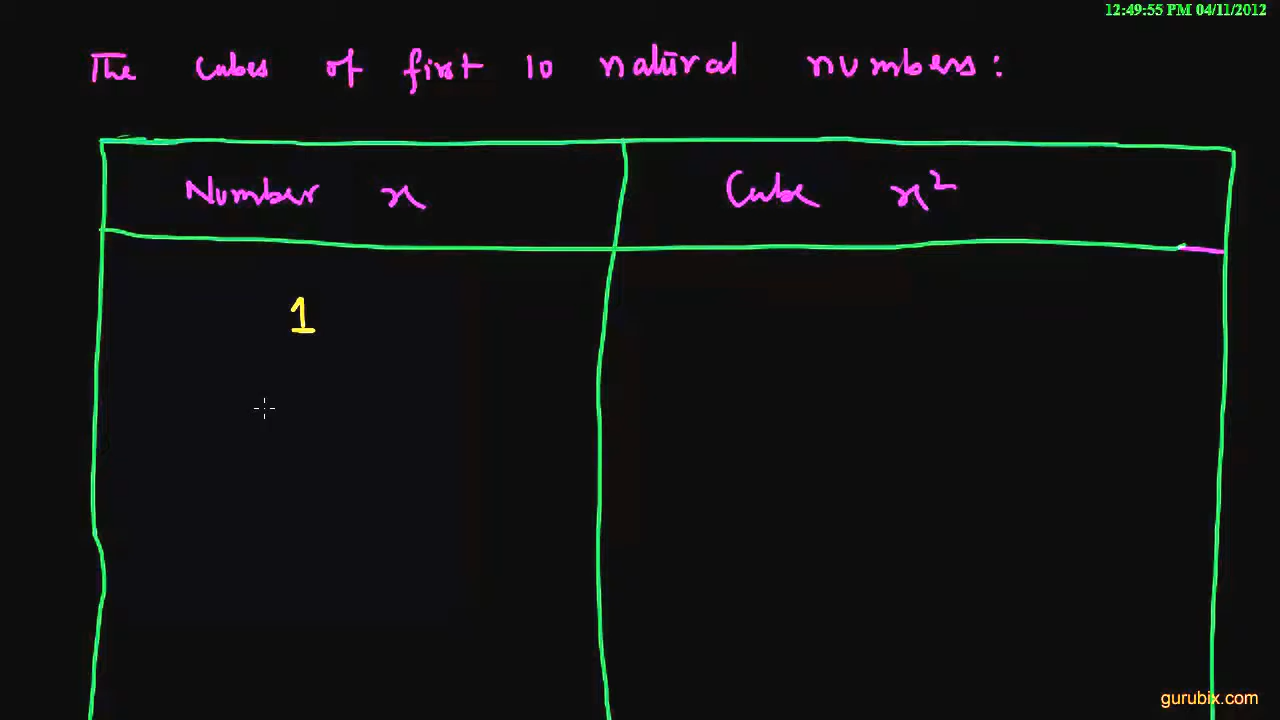 12:49:55 PM 04/11/2012
The cubes of first 10 natural numbers:
Number x Cube x²
1
gurubix.com